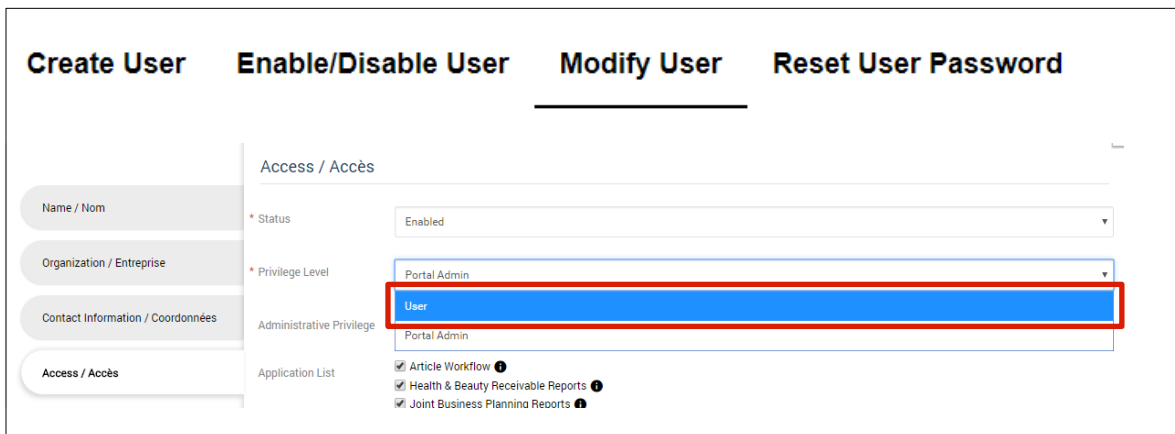 Create User Enable/Disable User Modify User Reset User Password
Access / Accès
Name / Nom
* Status Enabled
Organization / Entreprise
* Privilege Level Portal Admin
User
Contact Information / Coordonnées
Administrative Privilege
Portal Admin
Access / Accès
Application List Article Workflow
Health & Beauty Receivable Reports
Joint Business Planning Reports